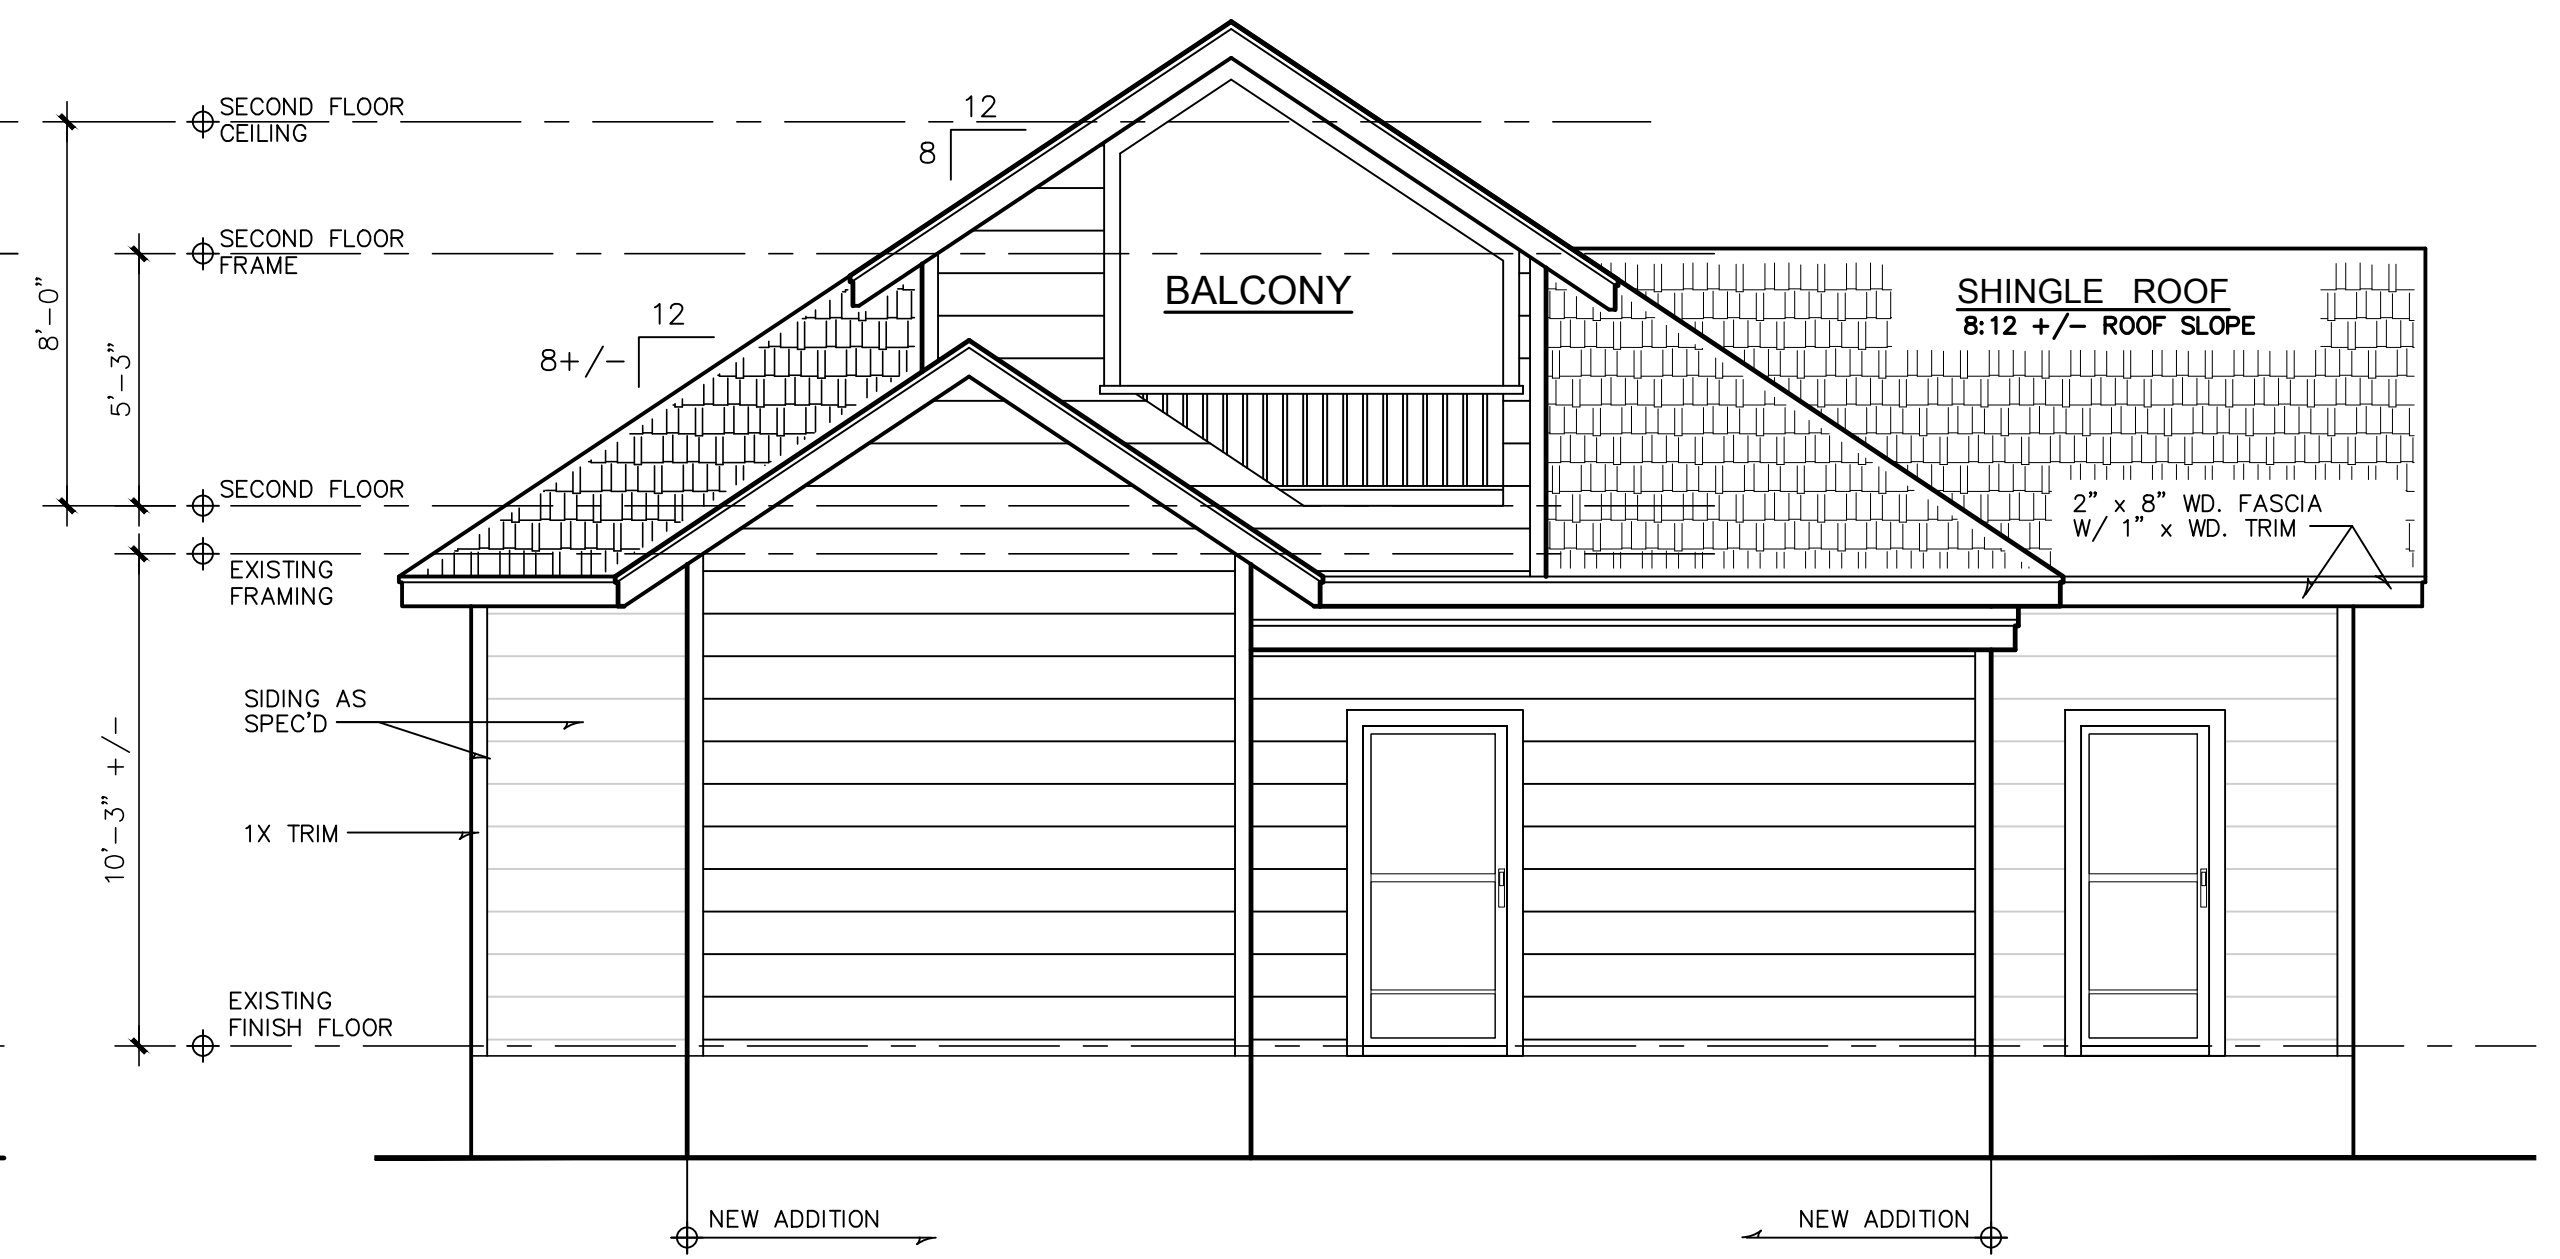 SECOND FLOOR
CEILING
12
8
SECOND FLOOR
FRAME
8'-0"
5'-3"
12
8+/-
BALCONY
SHINGLE ROOF
8:12 +/- ROOF SLOPE
SECOND FLOOR
2" x 8" WD. FASCIA
W/ 1" x WD. TRIM
EXISTING
FRAMING
SIDING AS
SPEC'D
10'-3" +/-
1X TRIM
EXISTING
FINISH FLOOR
NEW ADDITION
NEW ADDITION